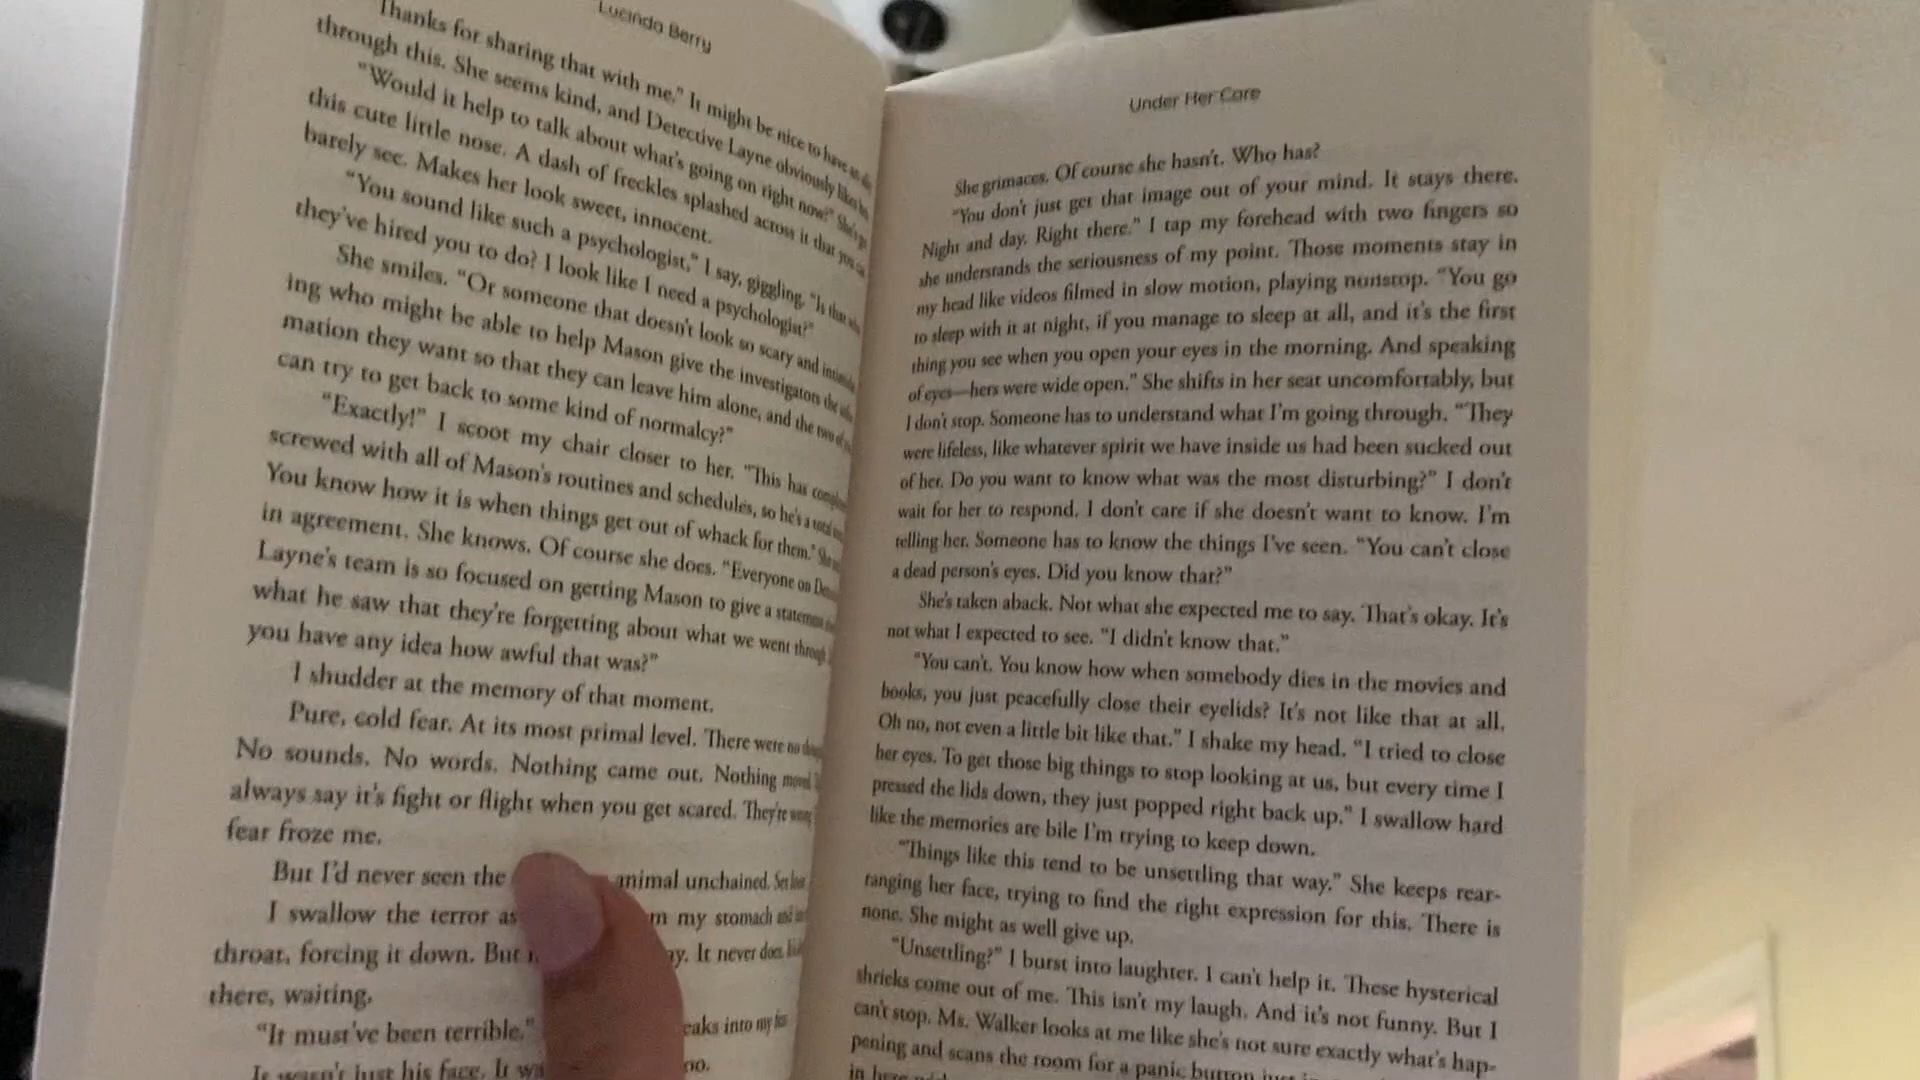 Lucinda Berry
Thanks for sharing that with me." It might be nice to have
through this. She seems kind, and Detective Layne obviously likes
"Would it help to talk about what's going on right now?" She's
this cute little nose. A dash of freckles splashed across it that you
barely see. Makes her look sweet, innocent.
"You sound like such a psychologist," I say, giggling. "Is that
they've hired you to do? I look like I need a psychologist?"
She smiles. "Or someone that doesn't look so scary and
ing who might be able to help Mason give the investigators the
mation they want so that they can leave him alone, and the two of
can try to get back to some kind of normalcy?"
"Exactly!" I scoot my chair closer to her. "This has
screwed with all of Mason's routines and schedules, so he's a total
You know how it is when things get out of whack for them." She
in agreement. She knows. Of course she does. "Everyone on
Layne's team is so focused on getting Mason to give a statement
what he saw that they're forgetting about what we went through
you have any idea how awful that was?"
I shudder at the memory of that moment.
Pure, cold fear. At its most primal level. There were no
No sounds. No words. Nothing came out. Nothing moved.
always say it's fight or flight when you get scared. They're wrong
fear froze me.
But I'd never seen the animal unchained. Set loose
I swallow the terror as my stomach and
throat, forcing it down. But It never does.
there, waiting.
"It must've been terrible." into my
It wasn't just his face. It
Under Her Care
She grimaces. Of course she hasn't. Who has?
"You don't just get that image out of your mind. It stays there.
Night and day. Right there." I tap my forehead with two fingers so
she understands the seriousness of my point. Those moments stay in
my head like videos filmed in slow motion, playing nonstop. "You go
to sleep with it at night, if you manage to sleep at all, and it's the first
thing you see when you open your eyes in the morning. And speaking
of eyes—hers were wide open." She shifts in her seat uncomfortably, but
I don't stop. Someone has to understand what I'm going through. "They
were lifeless, like whatever spirit we have inside us had been sucked out
of her. Do you want to know what was the most disturbing?" I don't
wait for her to respond. I don't care if she doesn't want to know. I'm
telling her. Someone has to know the things I've seen. "You can't close
a dead person's eyes. Did you know that?"
She's taken aback. Not what she expected me to say. That's okay. It's
not what I expected to see. "I didn't know that."
"You can't. You know how when somebody dies in the movies and
books, you just peacefully close their eyelids? It's not like that at all.
Oh no, not even a little bit like that." I shake my head. "I tried to close
her eyes. To get those big things to stop looking at us, but every time I
pressed the lids down, they just popped right back up." I swallow hard
like the memories are bile I'm trying to keep down.
"Things like this tend to be unsettling that way." She keeps rear-
ranging her face, trying to find the right expression for this. There is
none. She might as well give up.
"Unsettling?" I burst into laughter. I can't help it. These hysterical
shrieks come out of me. This isn't my laugh. And it's not funny. But I
can't stop. Ms. Walker looks at me like she's not sure exactly what's hap-
pening and scans the room for a panic button just
in here